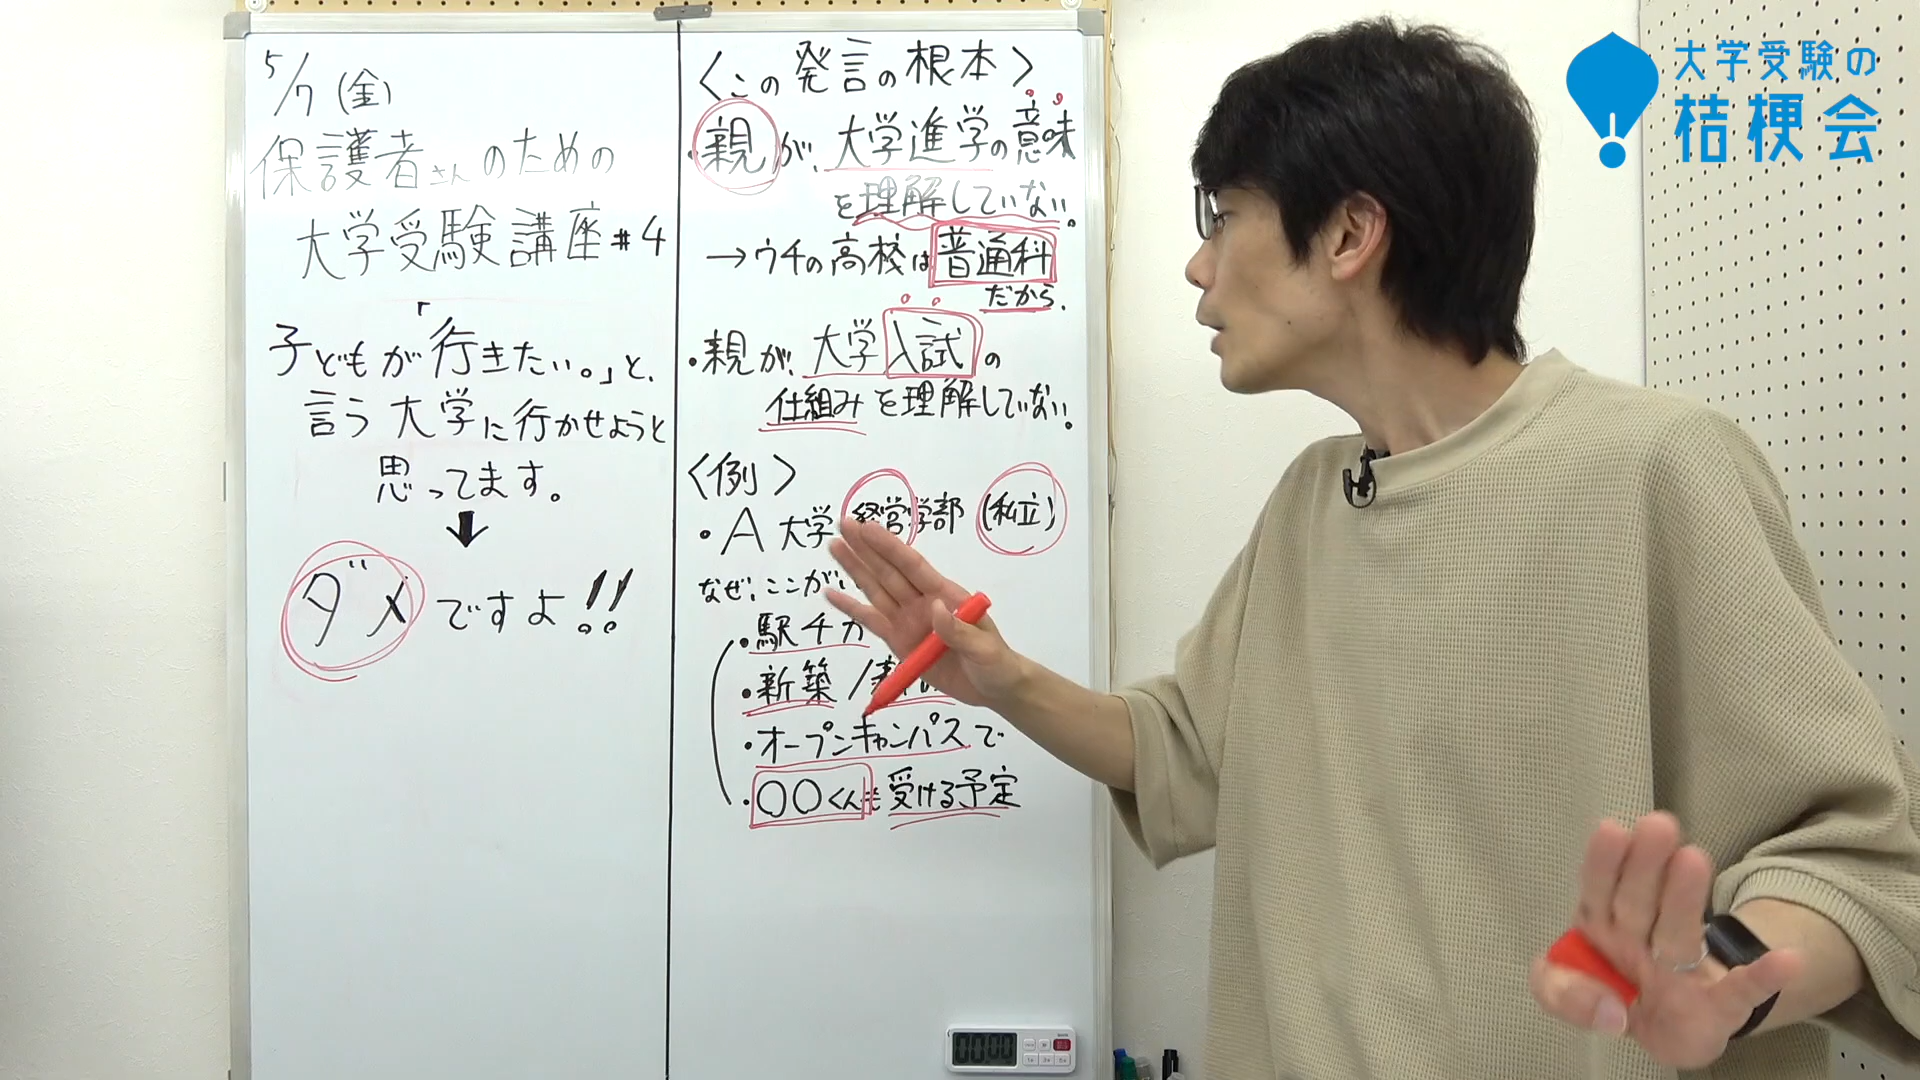 5/7(金)
保護者さんのための
大学受験講座#4
子どもが「行きたい。」と、
言う大学に行かせようと
思ってます。
ダメですよ!!
〈この発言の根本〉
・親が、大学進学の意味
を理解していない。
→ウチの高校は普通科
だから.
・親が、大学入試の
仕組みを理解していない。
〈例〉
・A大学経営学部(私立)
なぜ、ここがい
・駅チカ
・新築/
・オープンキャンパスで
・〇〇くんも受ける予定
大学受験の
桔梗会
00:00